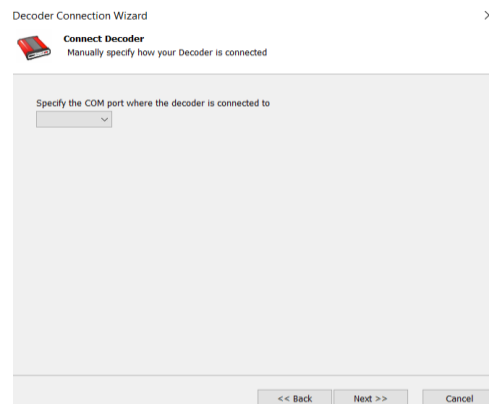 Decoder Connection Wizard
Connect Decoder
Manually specify how your Decoder is connected
Specify the COM port where the decoder is connected to
<< Back
Next >>
Cancel